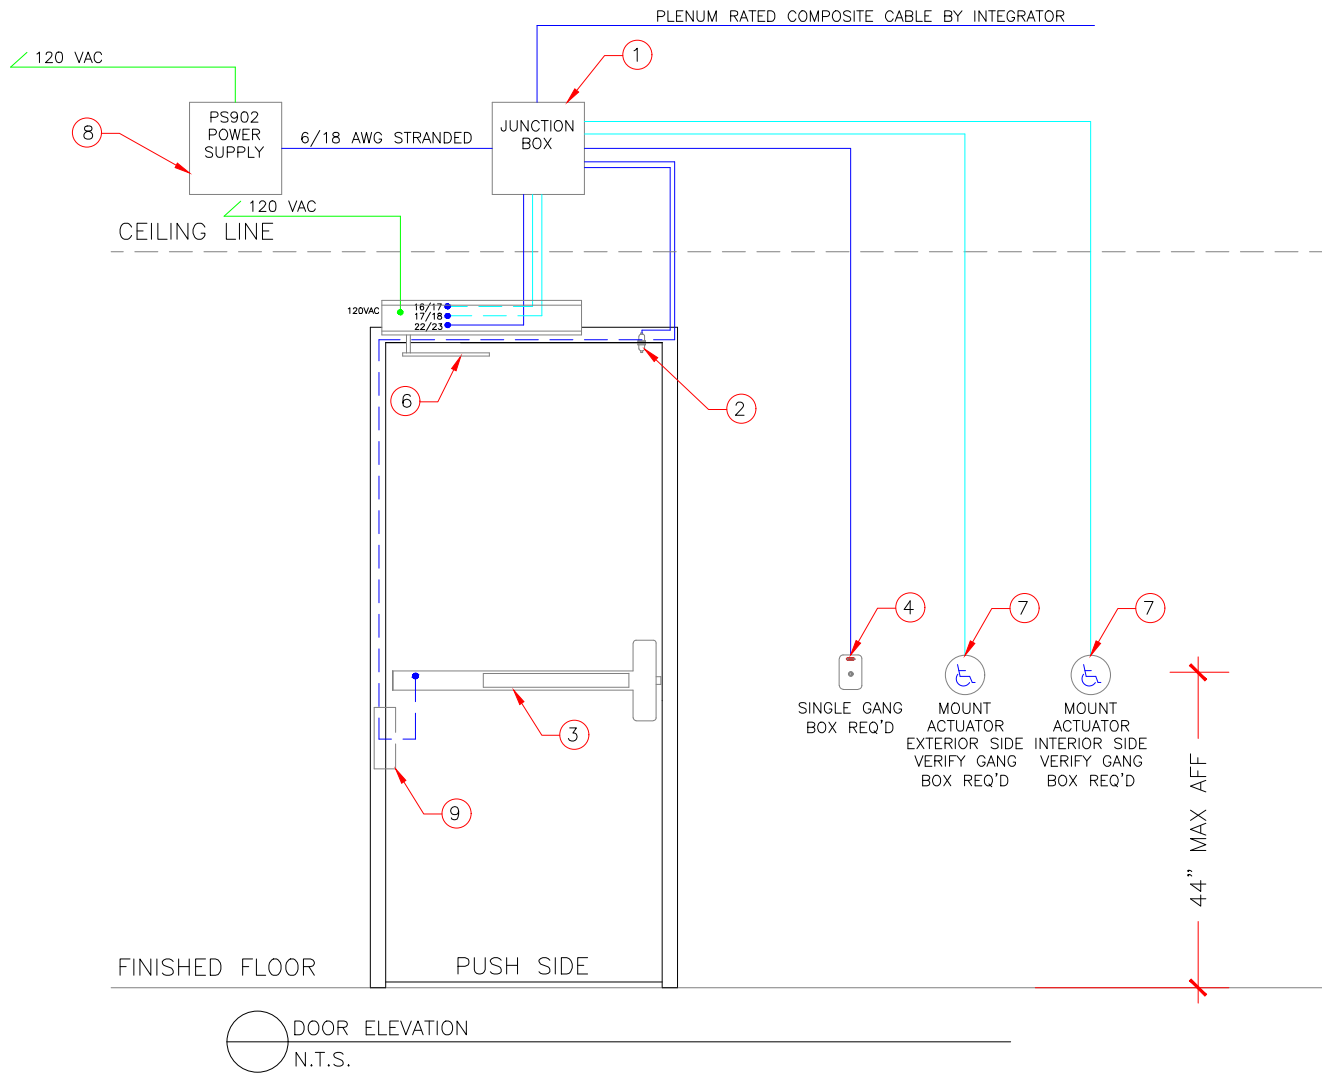 PLENUM RATED COMPOSITE CABLE BY INTEGRATOR
120 VAC
1
PS902
POWER
SUPPLY
8
6/18 AWG STRANDED
JUNCTION
BOX
120 VAC
CEILING LINE
120VAC
16/17
17/18
22/23
6
2
4
7
7
3
9
SINGLE GANG
BOX REQ'D
MOUNT
ACTUATOR
EXTERIOR SIDE
VERIFY GANG
BOX REQ'D
MOUNT
ACTUATOR
INTERIOR SIDE
VERIFY GANG
BOX REQ'D
44" MAX AFF
FINISHED FLOOR
PUSH SIDE
DOOR ELEVATION
N.T.S.